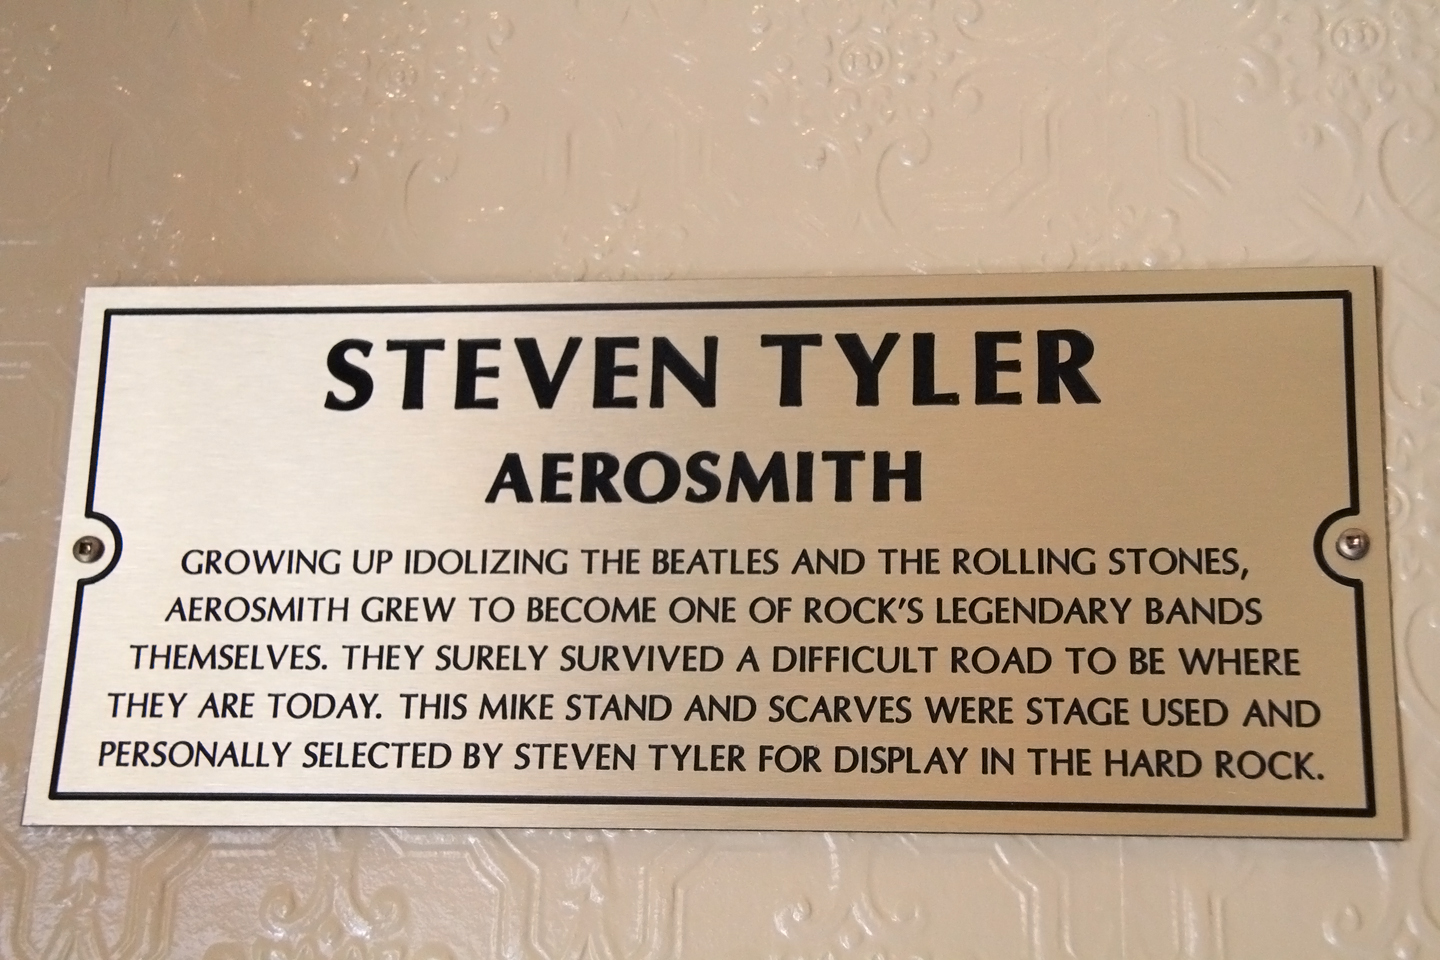 STEVEN TYLER
AEROSMITH
GROWING UP IDOLIZING THE BEATLES AND THE ROLLING STONES,
AEROSMITH GREW TO BECOME ONE OF ROCK'S LEGENDARY BANDS
THEMSELVES. THEY SURELY SURVIVED A DIFFICULT ROAD TO BE WHERE
THEY ARE TODAY. THIS MIKE STAND AND SCARVES WERE STAGE USED AND
PERSONALLY SELECTED BY STEVEN TYLER FOR DISPLAY IN THE HARD ROCK.